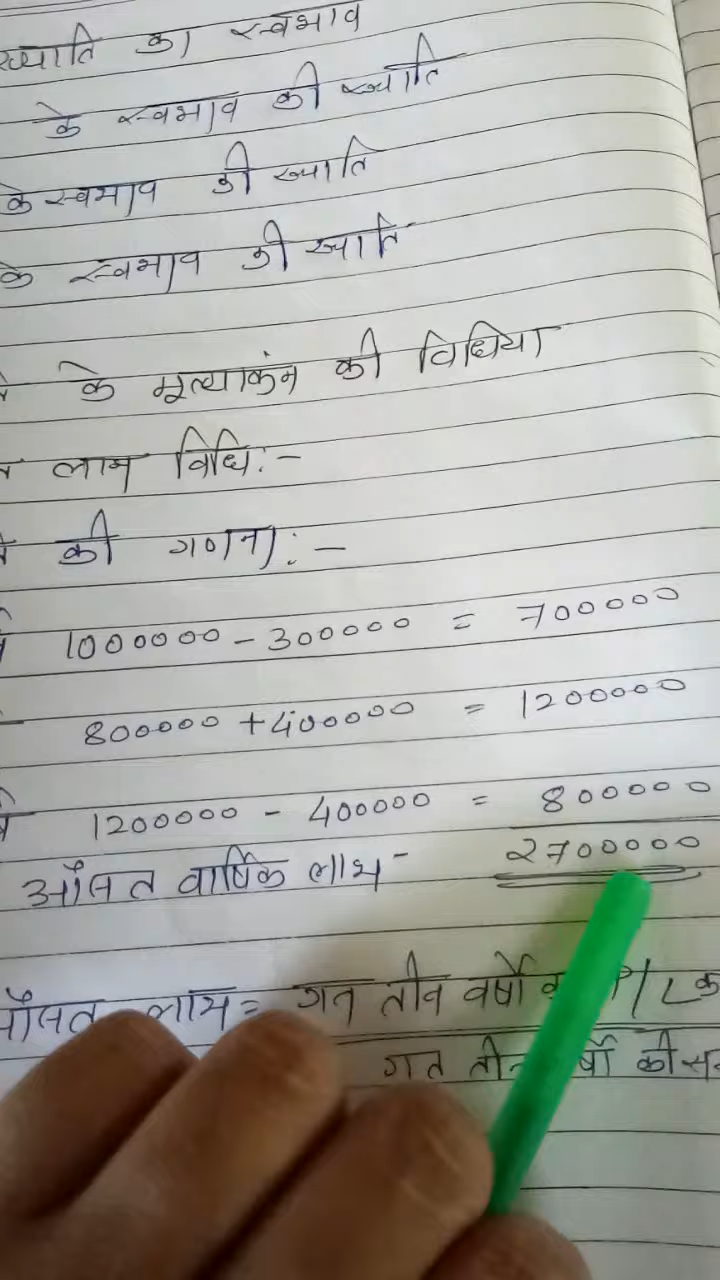 ख्याति का स्वभाव
के स्वभाव की ख्याति
के स्वभाव की ख्याति
के स्वभाव की ख्याति
के मूल्याकंन की विधिया
लाभ विधि:-
की गणना:-
1000000 - 300000 = 700000
800000 + 400000 = 1200000
1200000 - 400000 = 800000
औसत वार्षिक लाभ - 2700000
औसत लाभ = गत तीन वर्षों P/L
गत वर्षों की